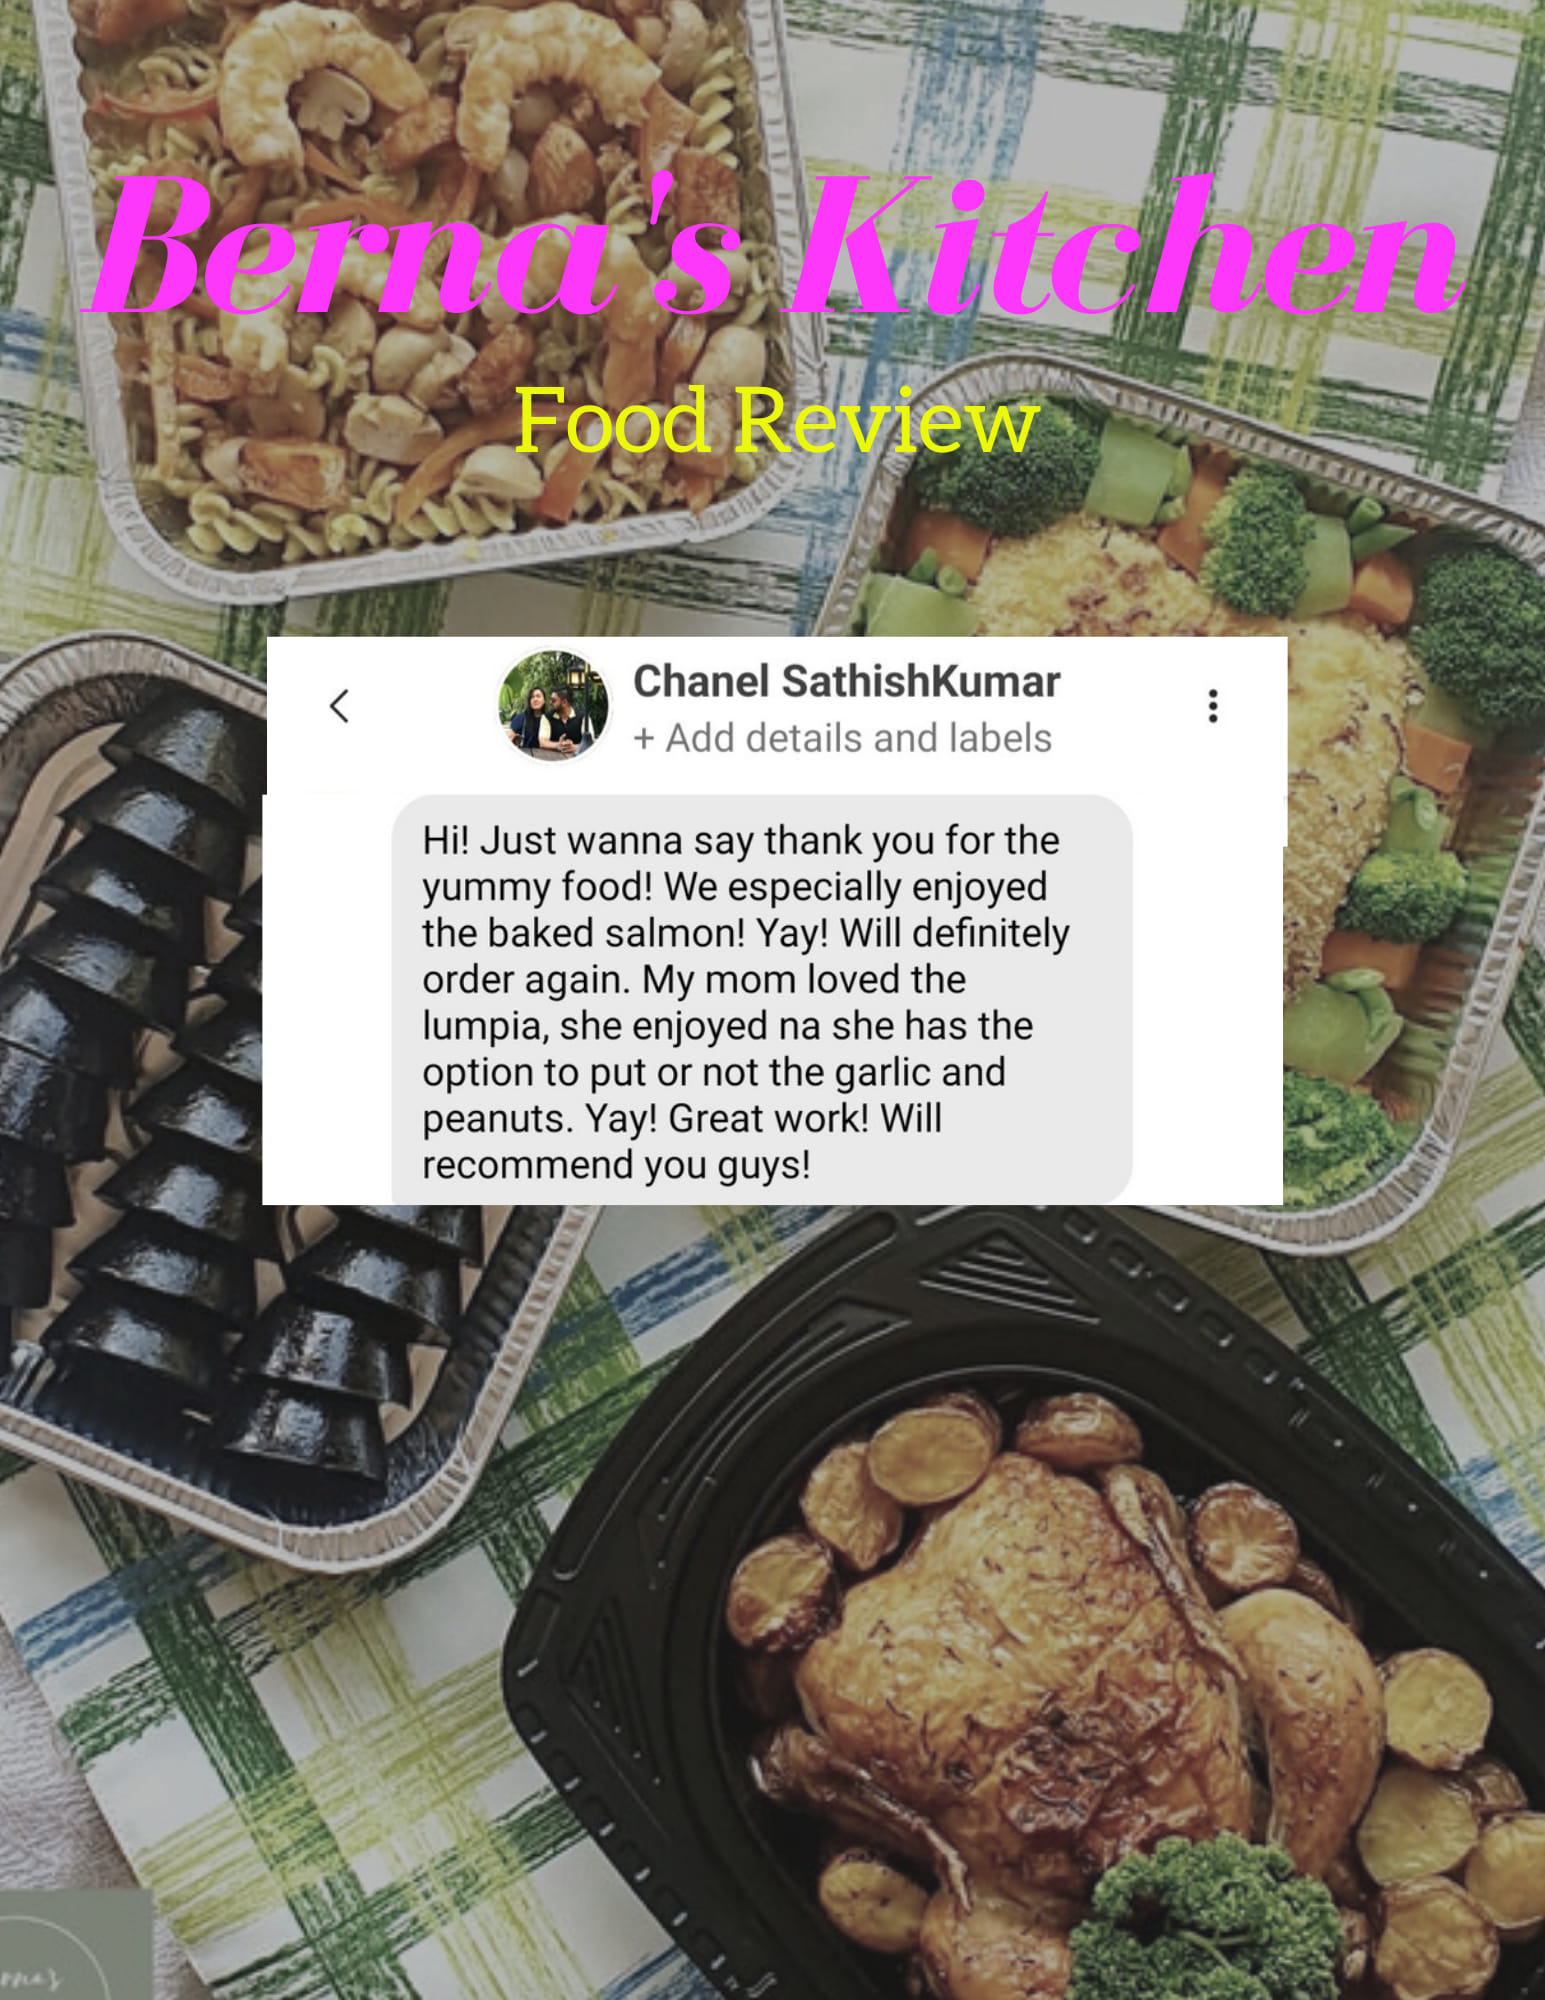 Berna's Kitchen
Food Review
Chanel SathishKumar
+ Add details and labels
Hi! Just wanna say thank you for the
yummy food! We especially enjoyed
the baked salmon! Yay! Will definitely
order again. My mom loved the
lumpia, she enjoyed na she has the
option to put or not the garlic and
peanuts. Yay! Great work! Will
recommend you guys!